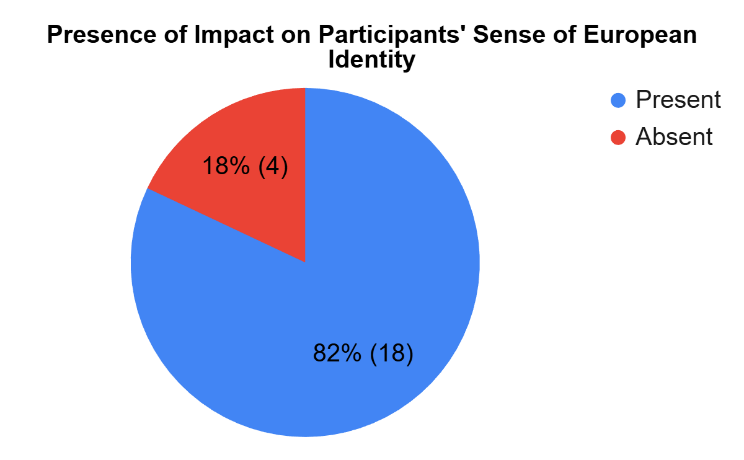 Presence of Impact on Participants' Sense of European
Identity
Present
Absent
18% (4)
82% (18)